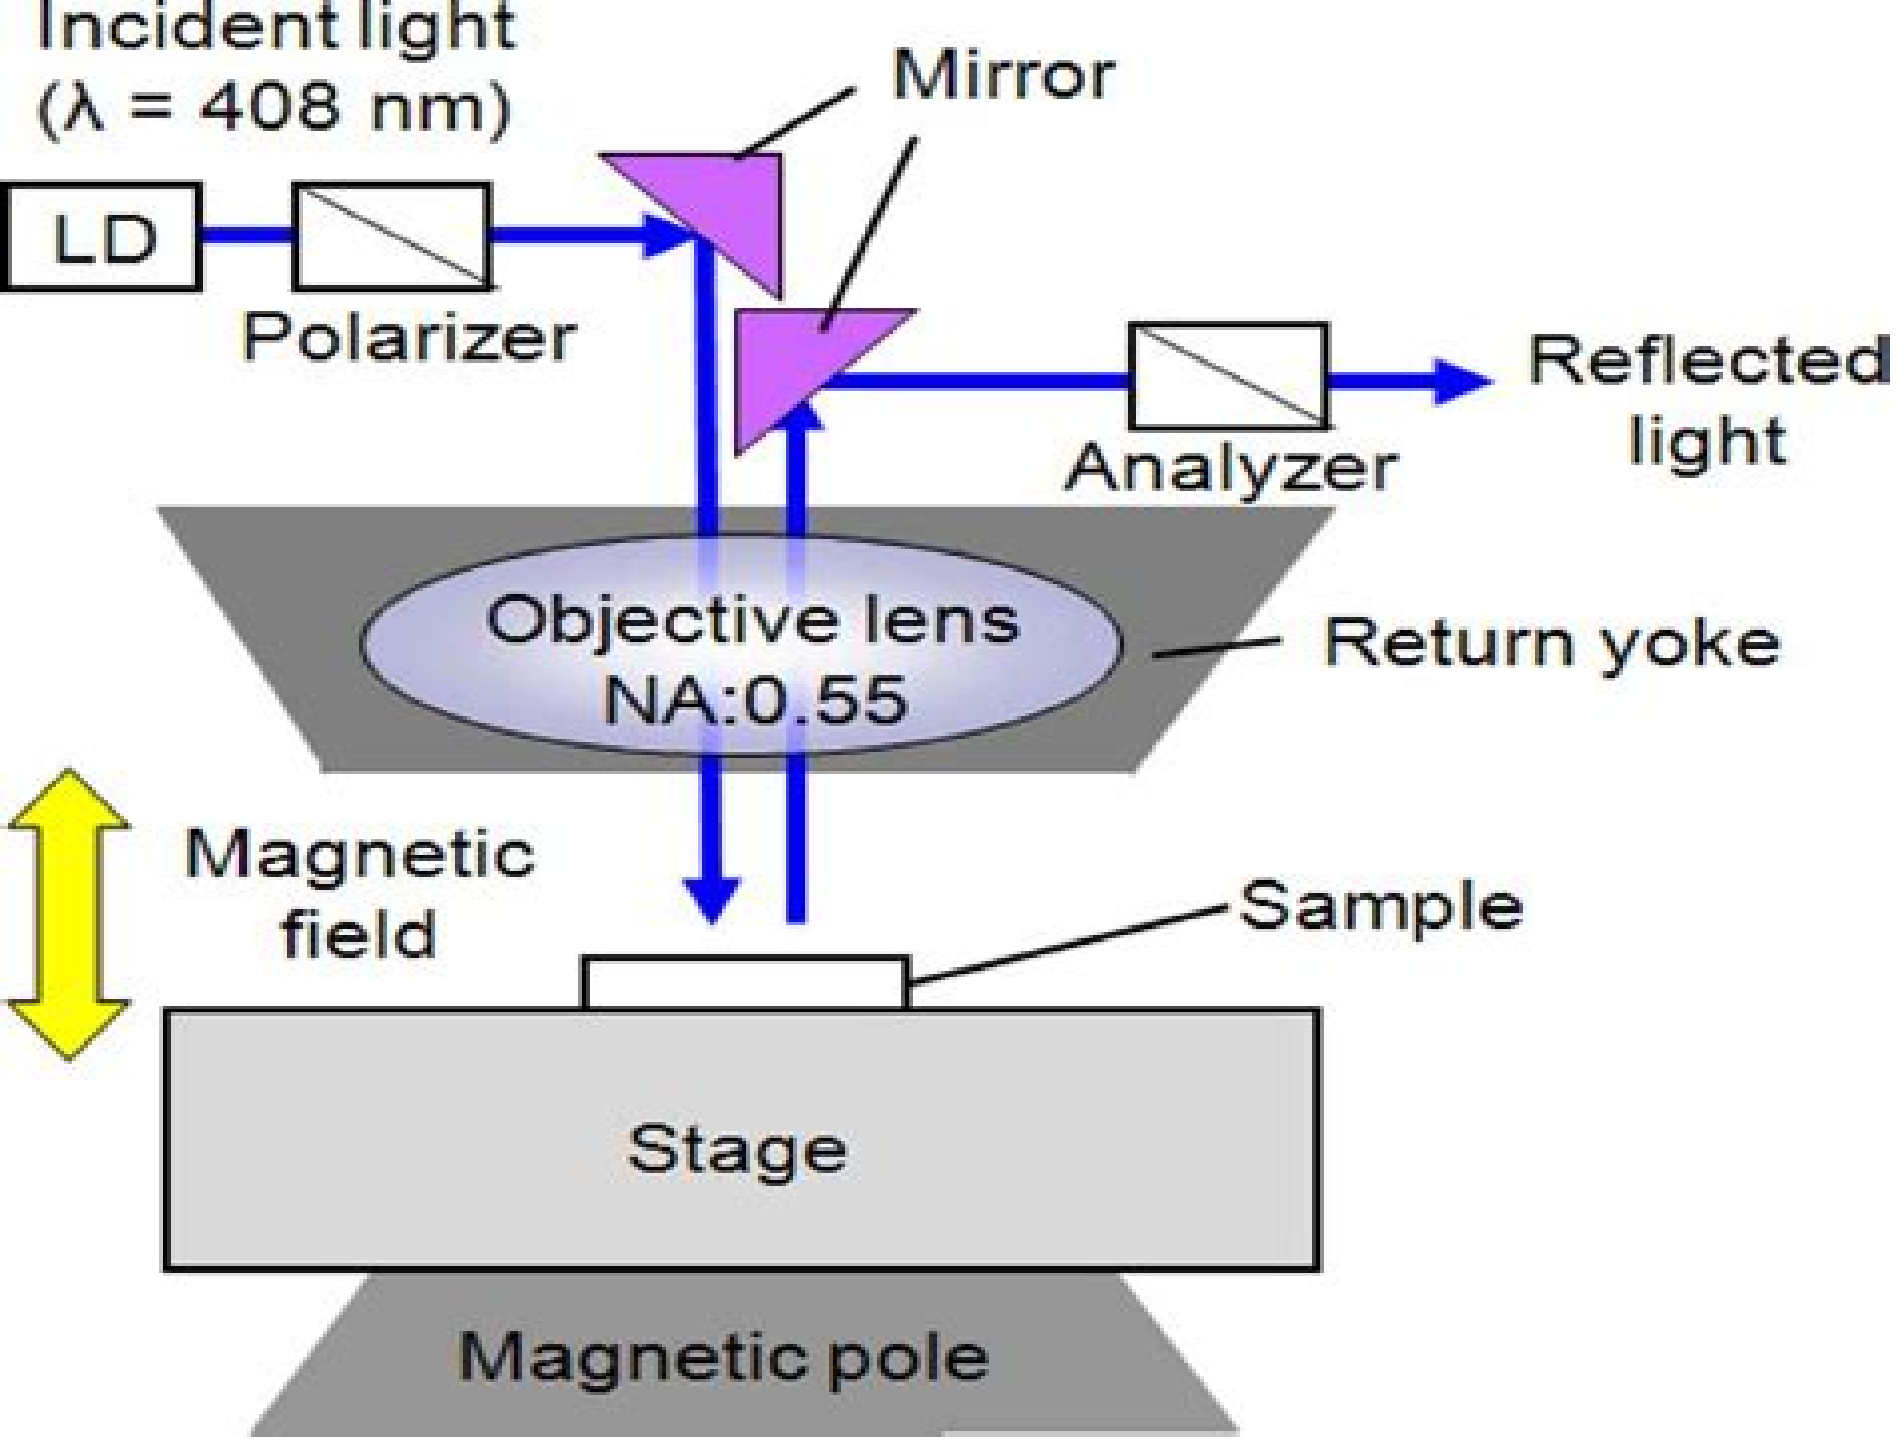 Incident light
(λ = 408 nm)
Mirror
LD
Polarizer
Reflected
light
Analyzer
Objective lens
NA:0.55
Return yoke
Magnetic
field
Sample
Stage
Magnetic pole